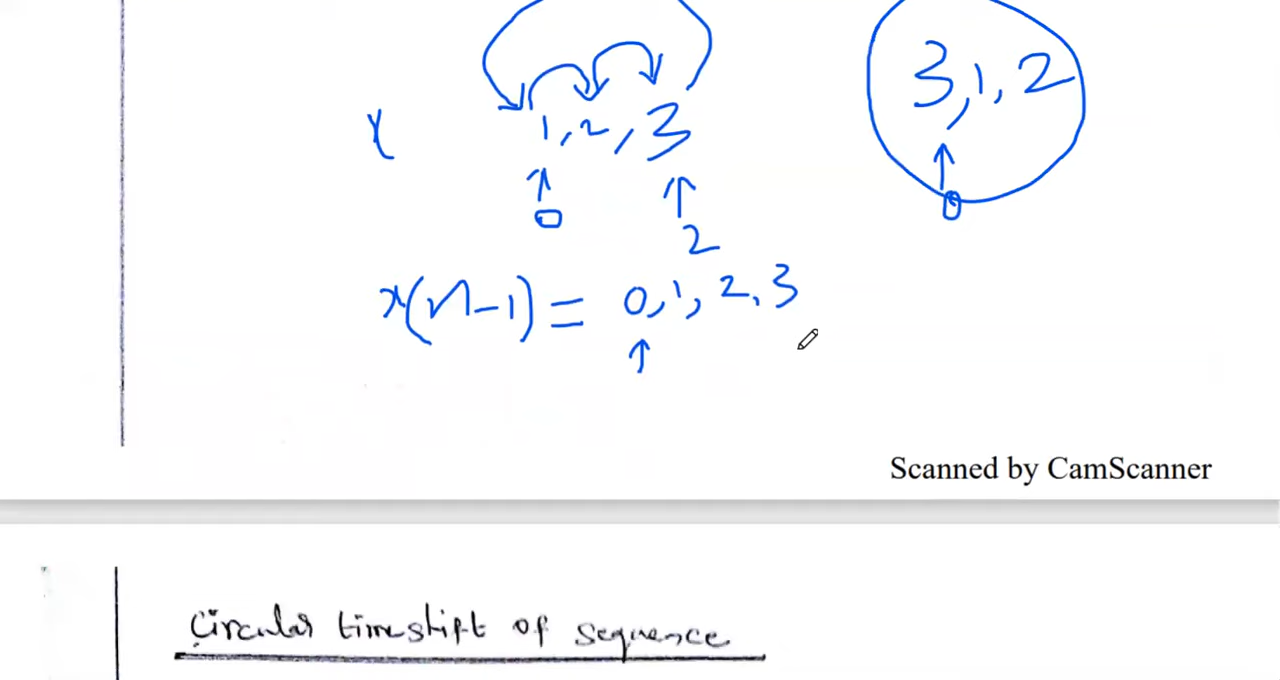 3, 1, 2
x 1, 2, 3
0
0 2
x(n-1) = 0, 1, 2, 3
Scanned by CamScanner
Circular timeshift of sequence